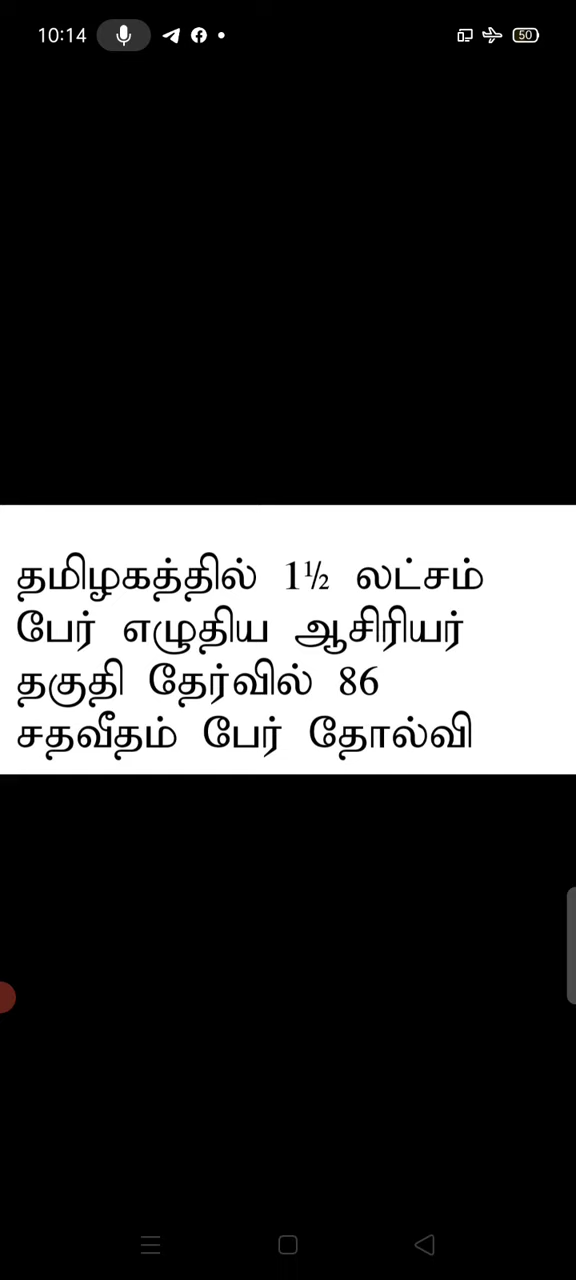 10:14
50
தமிழகத்தில் 1½ லட்சம்
பேர் எழுதிய ஆசிரியர்
தகுதி தேர்வில் 86
சதவீதம் பேர் தோல்வி